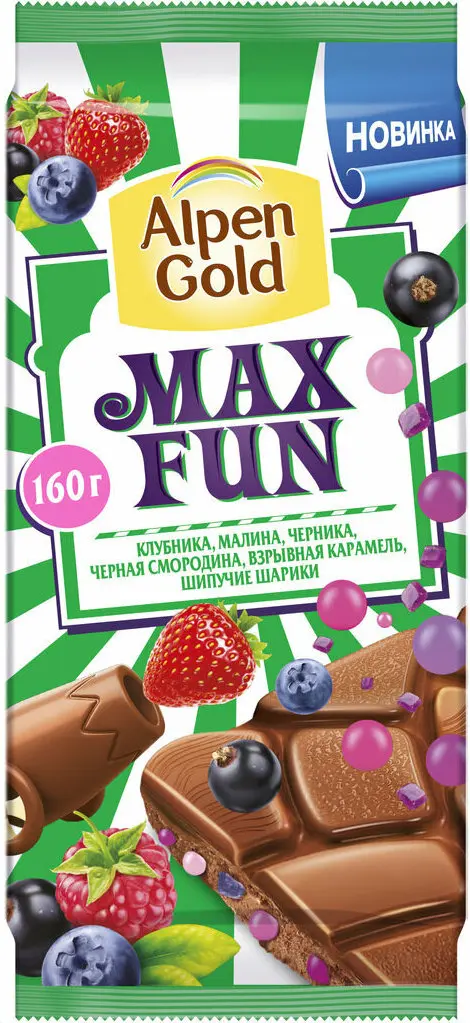 НОВИНКА
Alpen
Gold
MAX
FUN
160 г
КЛУБНИКА, МАЛИНА, ЧЕРНИКА,
ЧЕРНАЯ СМОРОДИНА, ВЗРЫВНАЯ КАРАМЕЛЬ,
ШИПУЧИЕ ШАРИКИ